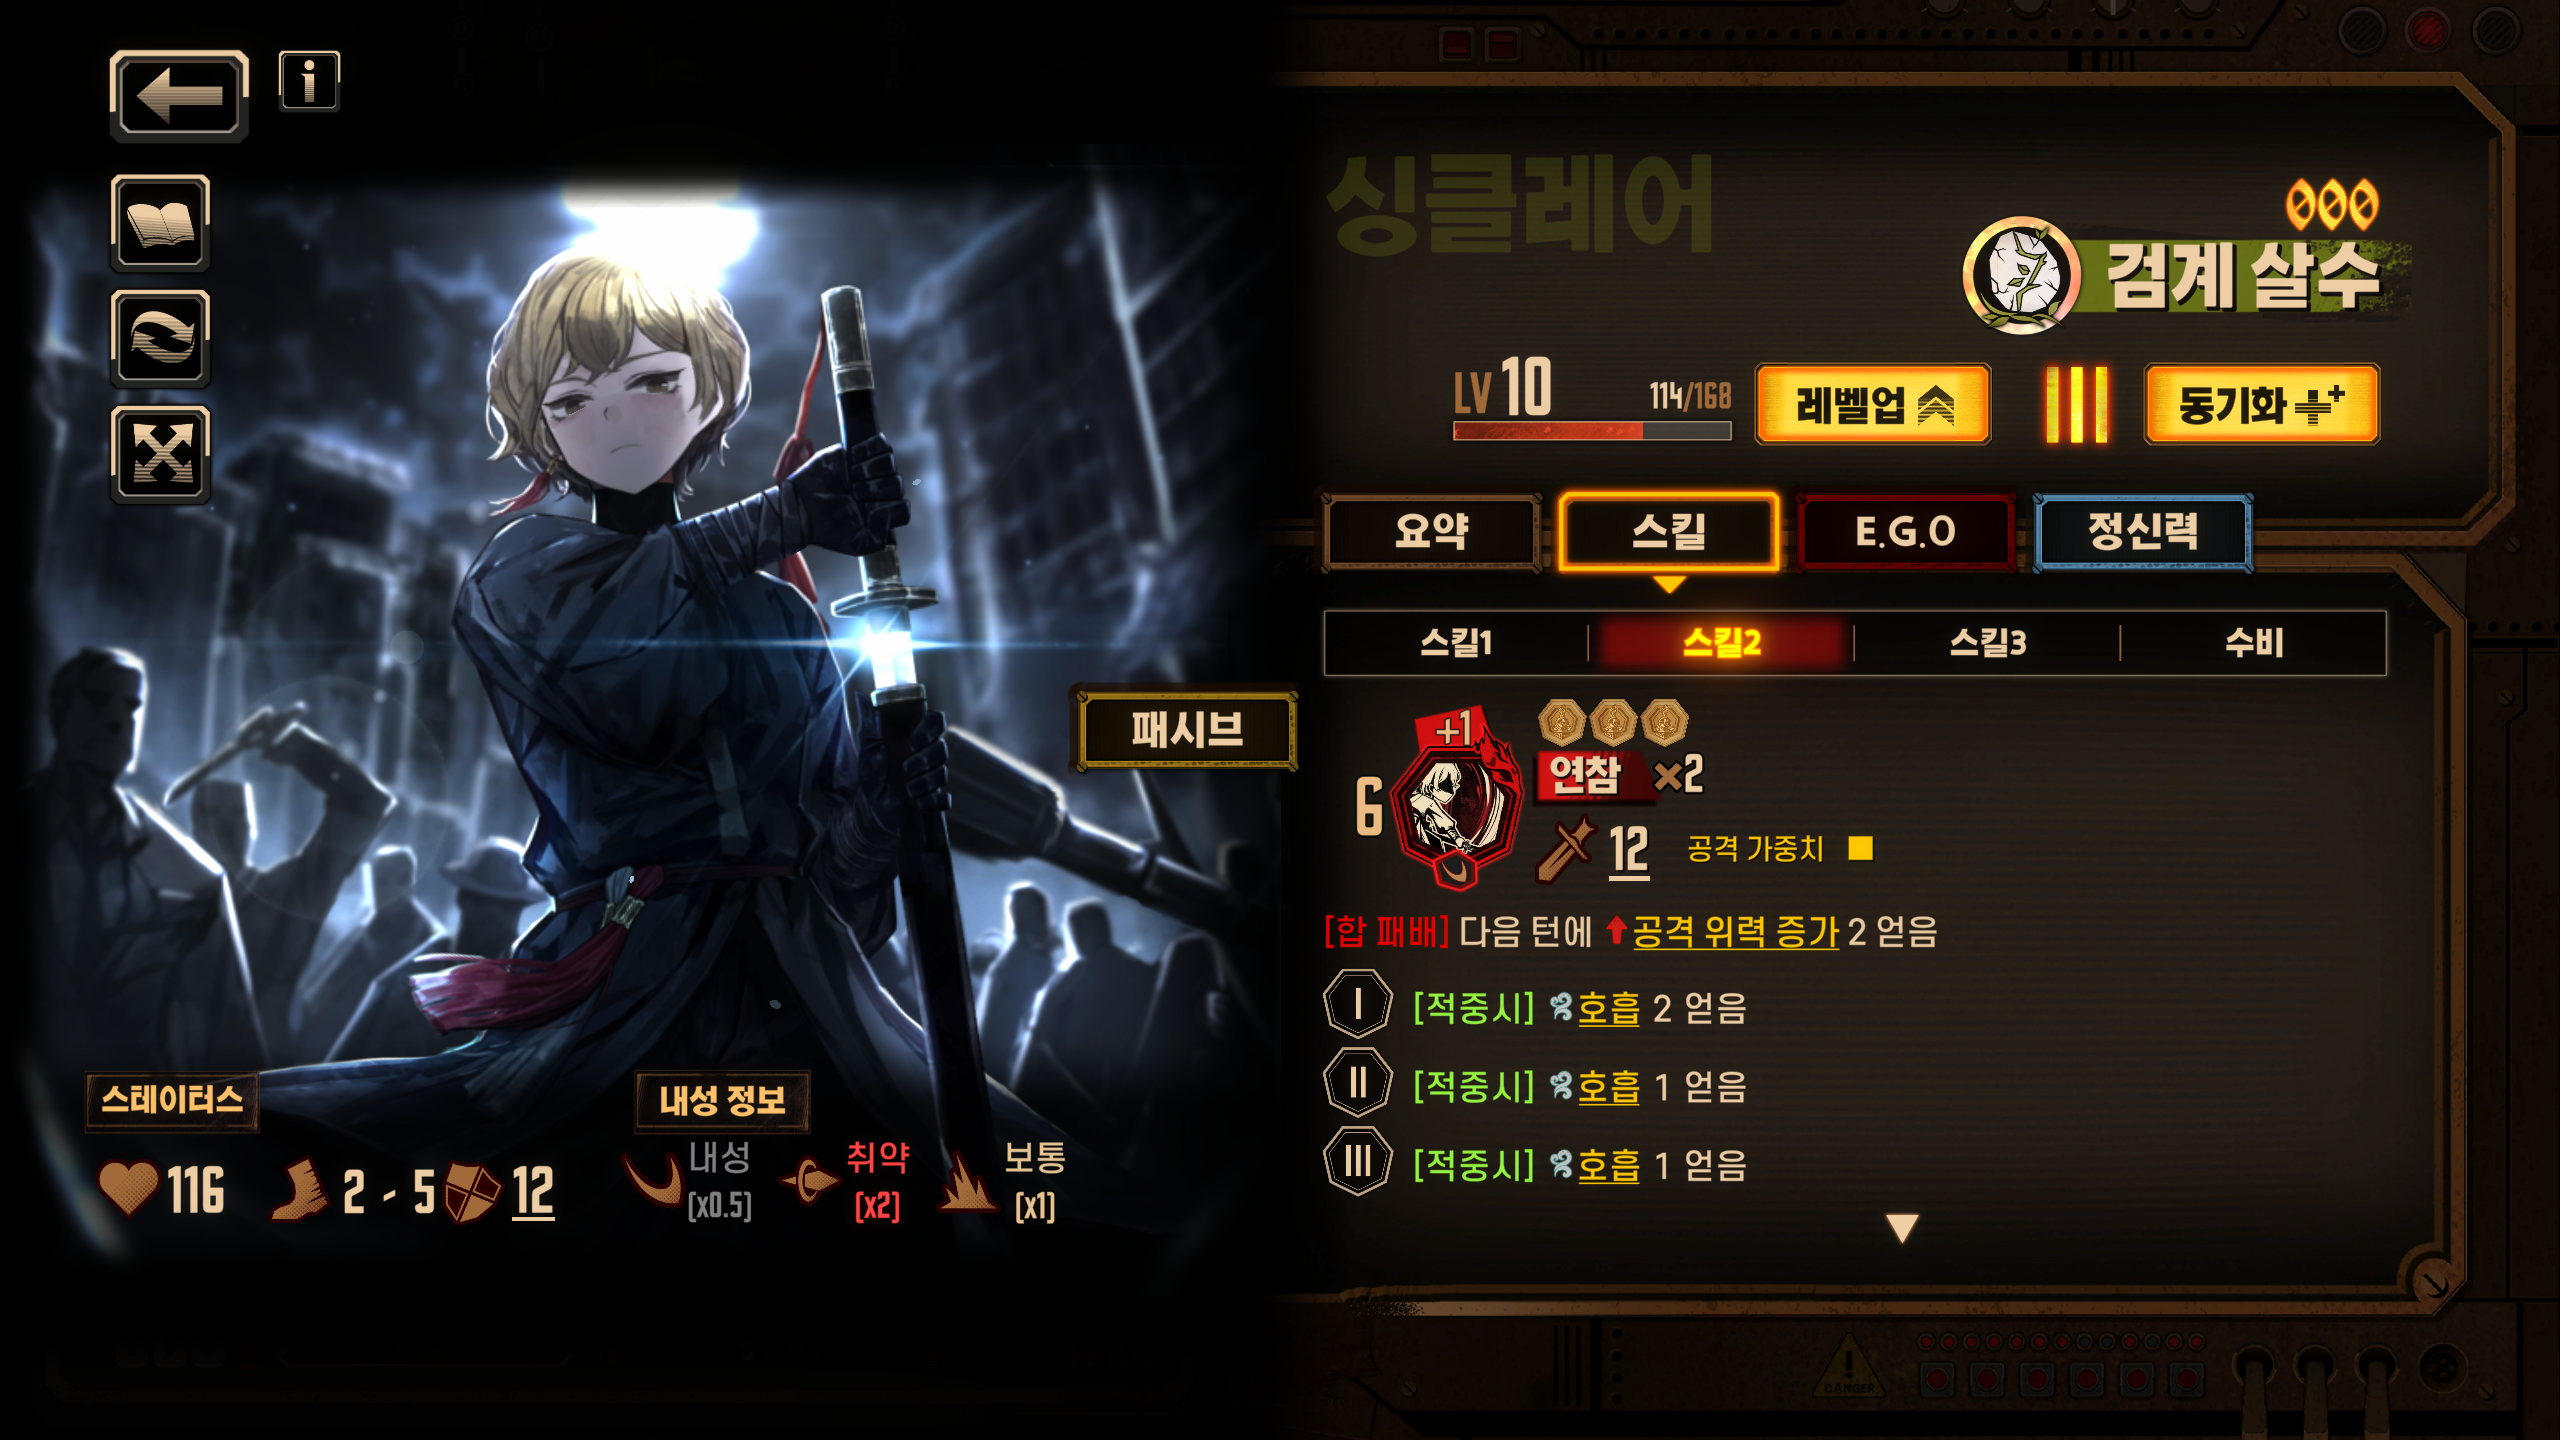 싱클레어
000
검계 살수
LV 10
114/168
레벨업
동기화
요약
스킬
E.G.O
정신력
스킬1
스킬2
스킬3
수비
패시브
+1
6
연참 ×2
12
공격 가중치
[합 패배] 다음 턴에 공격 위력 증가 2 얻음
I [적중시] 호흡 2 얻음
II [적중시] 호흡 1 얻음
III [적중시] 호흡 1 얻음
스테이터스
116
2 - 5
12
내성 정보
내성
[x0.5]
취약
[x2]
보통
[x1]
DANGER